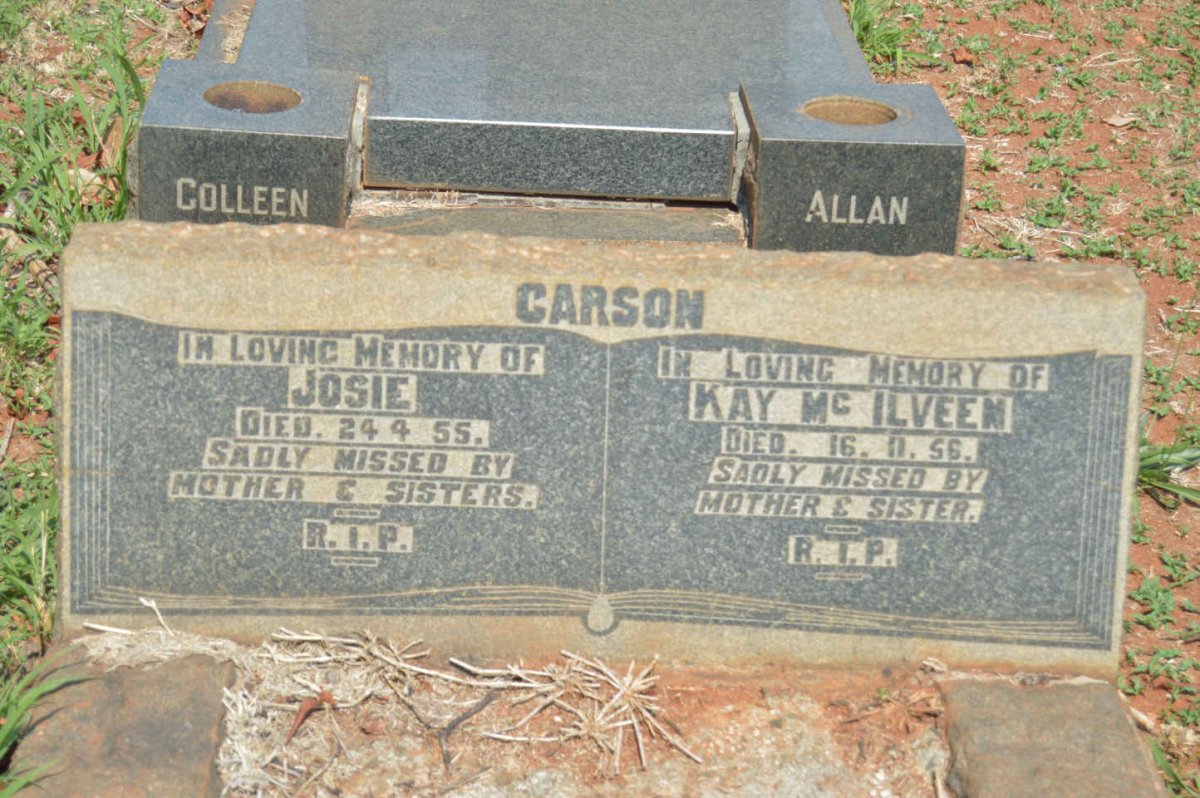 COLLEEN ALLAN
CARSON
IN LOVING MEMORY OF
JOSIE
DIED. 24 4 55.
SADLY MISSED BY
MOTHER & SISTERS.
R.I.P.
IN LOVING MEMORY OF
KAY MC ILVEEN
DIED. 16. 11. 56.
SADLY MISSED BY
MOTHER & SISTER.
R.I.P.